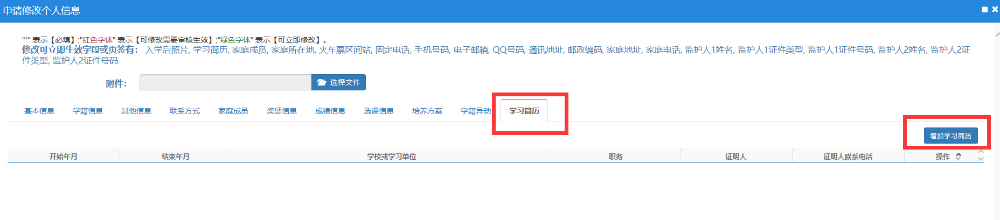 申请修改个人信息
"*" 表示【必填】;"红色字体" 表示【可修改需要审核生效】;"绿色字体" 表示【可立即修改】。
修改可立即生效字段或页签有： 入学后照片, 学习简历, 家庭成员, 家庭所在地, 火车票区间站, 固定电话, 手机号码, 电子邮箱, QQ号码, 通讯地址, 邮政编码, 家庭地址, 家庭电话, 监护人1姓名, 监护人1证件类型, 监护人1证件号码, 监护人2姓名, 监护人2证
件类型, 监护人2证件号码
附件： 选择文件
基本信息 学籍信息 其他信息 联系方式 家庭成员 奖惩信息 成绩信息 选课信息 培养方案 学籍异动 学习简历
增加学习简历
开始年月 结束年月 学校或学习单位 职务 证明人 证明人联系电话 操作